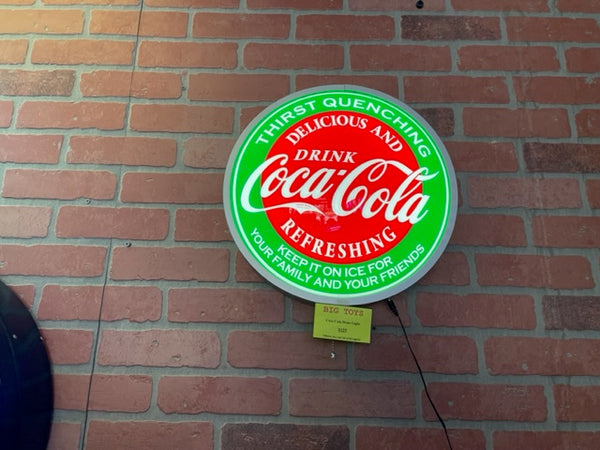 THIRST QUENCHING
DELICIOUS AND
DRINK
Coca-Cola
REFRESHING
KEEP IT ON ICE FOR
YOUR FAMILY AND YOUR FRIENDS
BIG TOYS